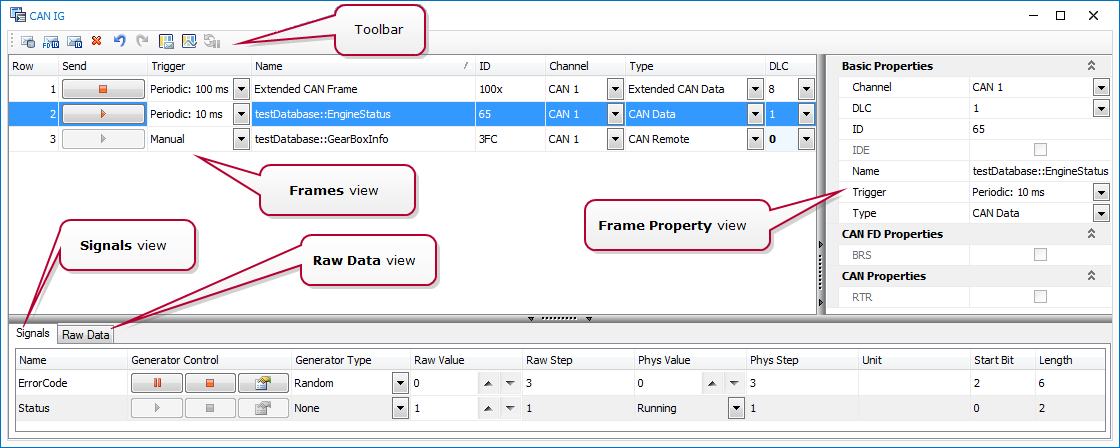 CAN IG
FD ID
ID
Toolbar
Row Send Trigger Name / ID Channel Type DLC
1 Periodic: 100 ms Extended CAN Frame 100x CAN 1 Extended CAN Data 8
2 Periodic: 10 ms testDatabase::EngineStatus 65 CAN 1 CAN Data 1
3 Manual testDatabase::GearBoxInfo 3FC CAN 1 CAN Remote 0
Frames view
Signals view
Raw Data view
Basic Properties
Channel CAN 1
DLC 1
ID 65
IDE
Name testDatabase::EngineStatus
Trigger Periodic: 10 ms
Type CAN Data
CAN FD Properties
BRS
CAN Properties
RTR
Frame Property view
Signals Raw Data
Name Generator Control Generator Type Raw Value Raw Step Phys Value Phys Step Unit Start Bit Length
ErrorCode Random 0 3 0 3 2 6
Status None 1 1 Running 1 0 2